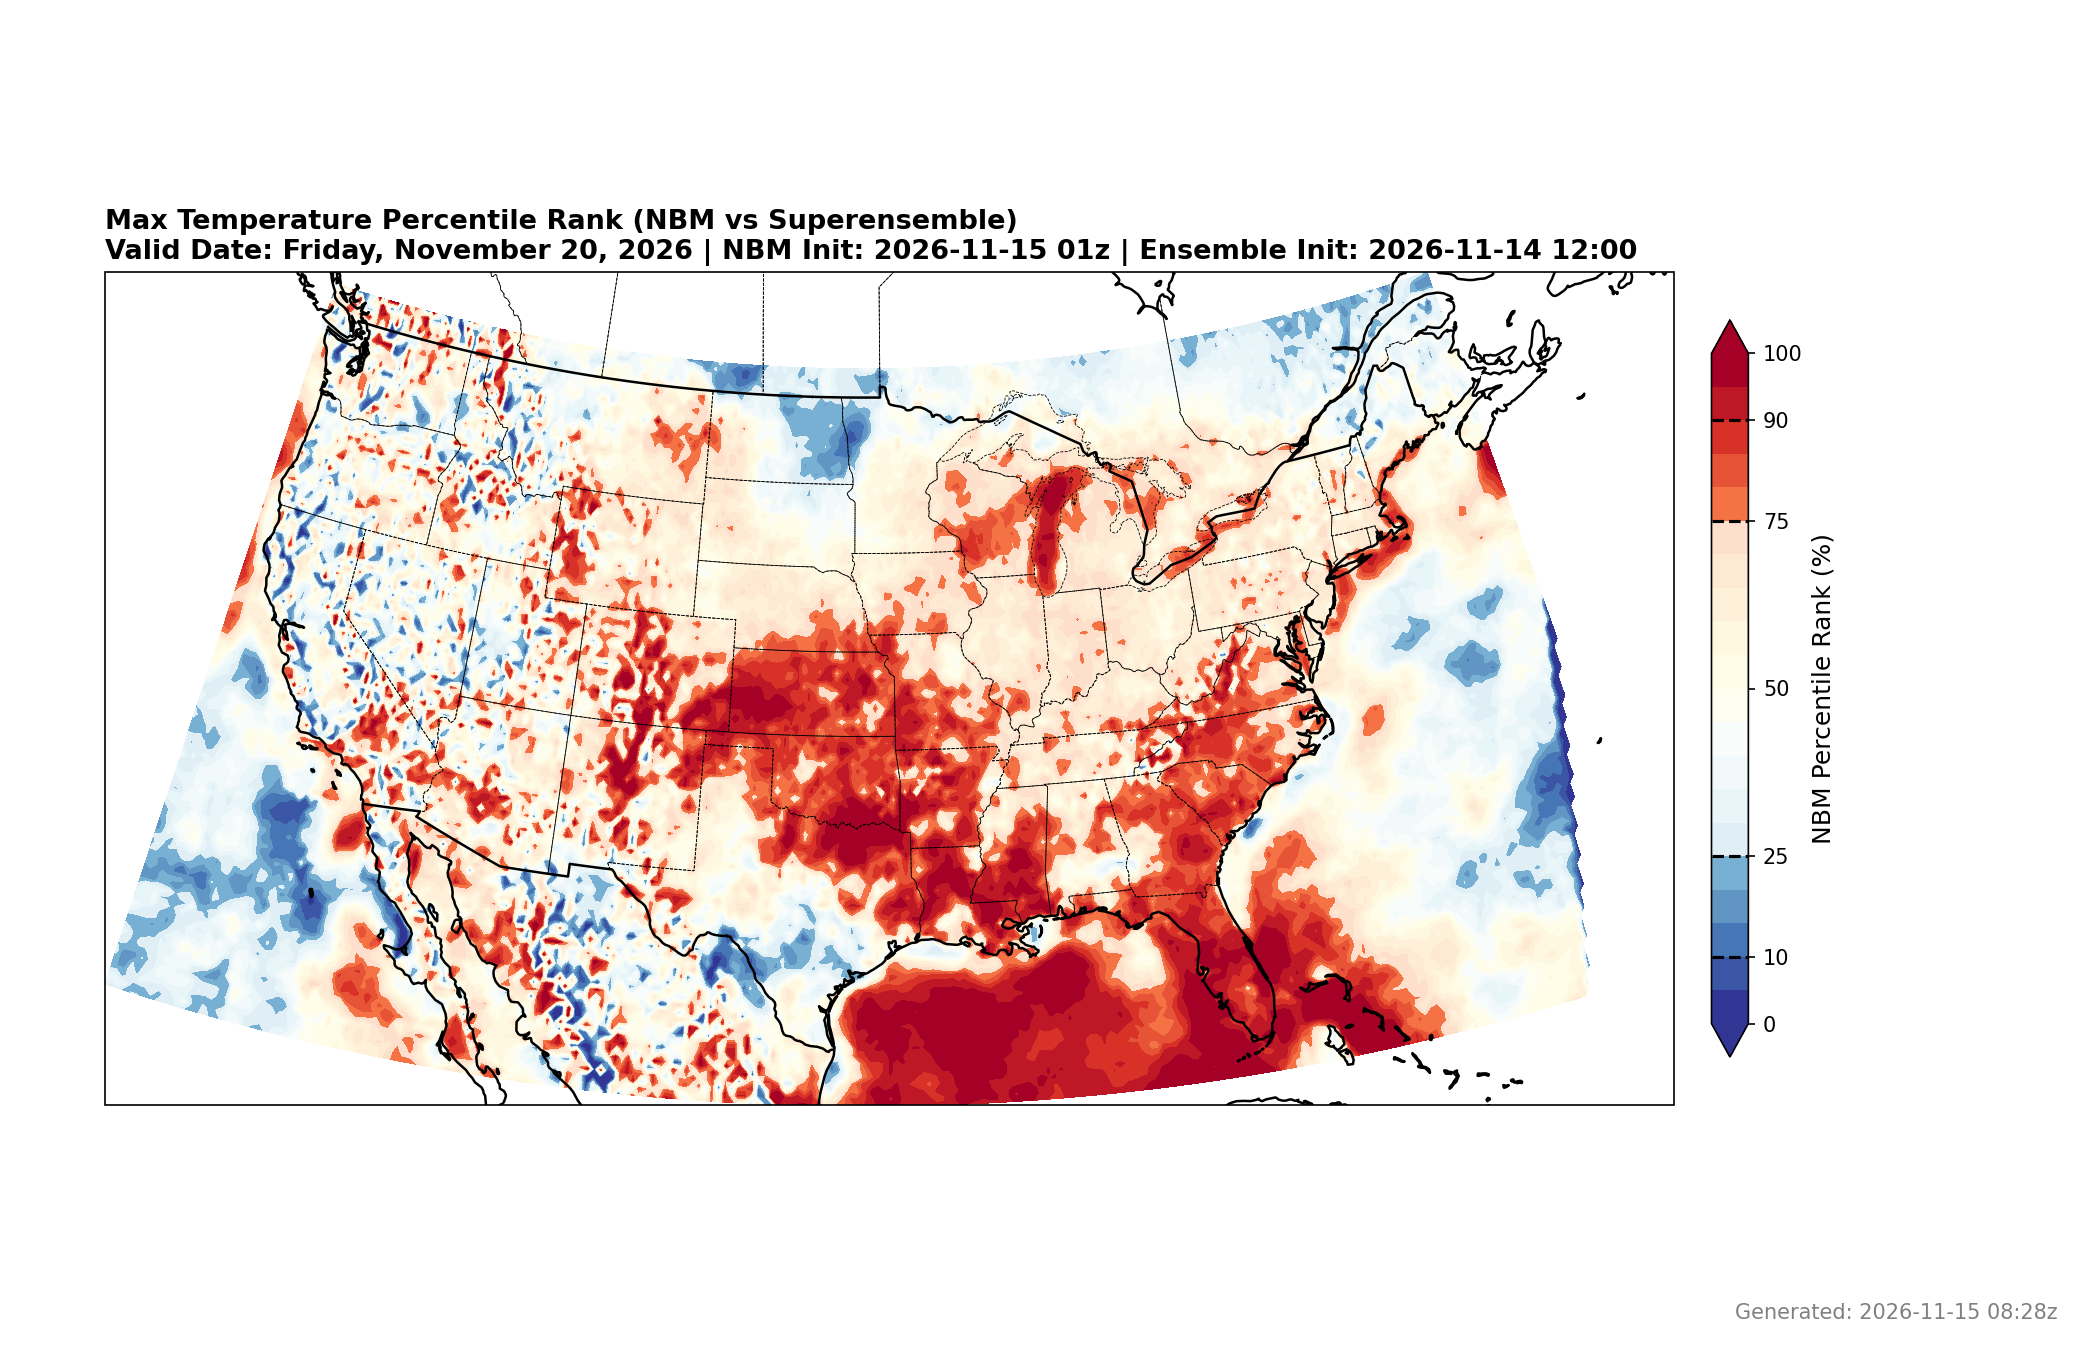 Max Temperature Percentile Rank (NBM vs Superensemble)
Valid Date: Friday, November 20, 2026 | NBM Init: 2026-11-15 01z | Ensemble Init: 2026-11-14 12:00
100
90
75
50
25
10
0
NBM Percentile Rank (%)
Generated: 2026-11-15 08:28z